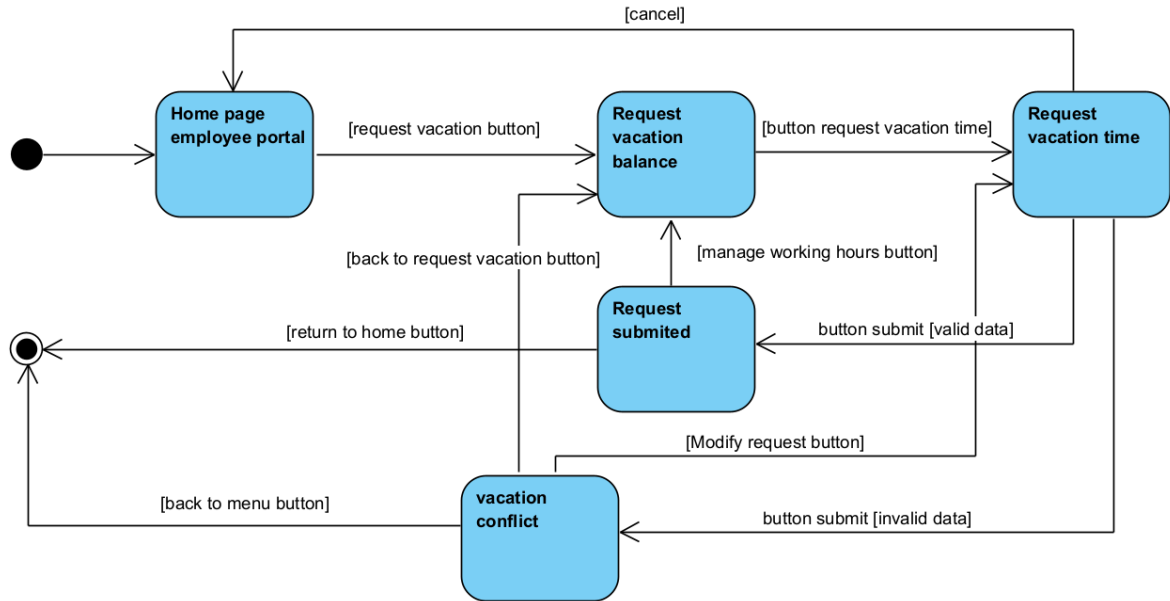 [cancel]
Home page
employee portal
[request vacation button]
Request
vacation
balance
[button request vacation time]
Request
vacation time
[back to request vacation button]
[manage working hours button]
Request
submited
[return to home button]
button submit [valid data]
[Modify request button]
vacation
conflict
[back to menu button]
button submit [invalid data]